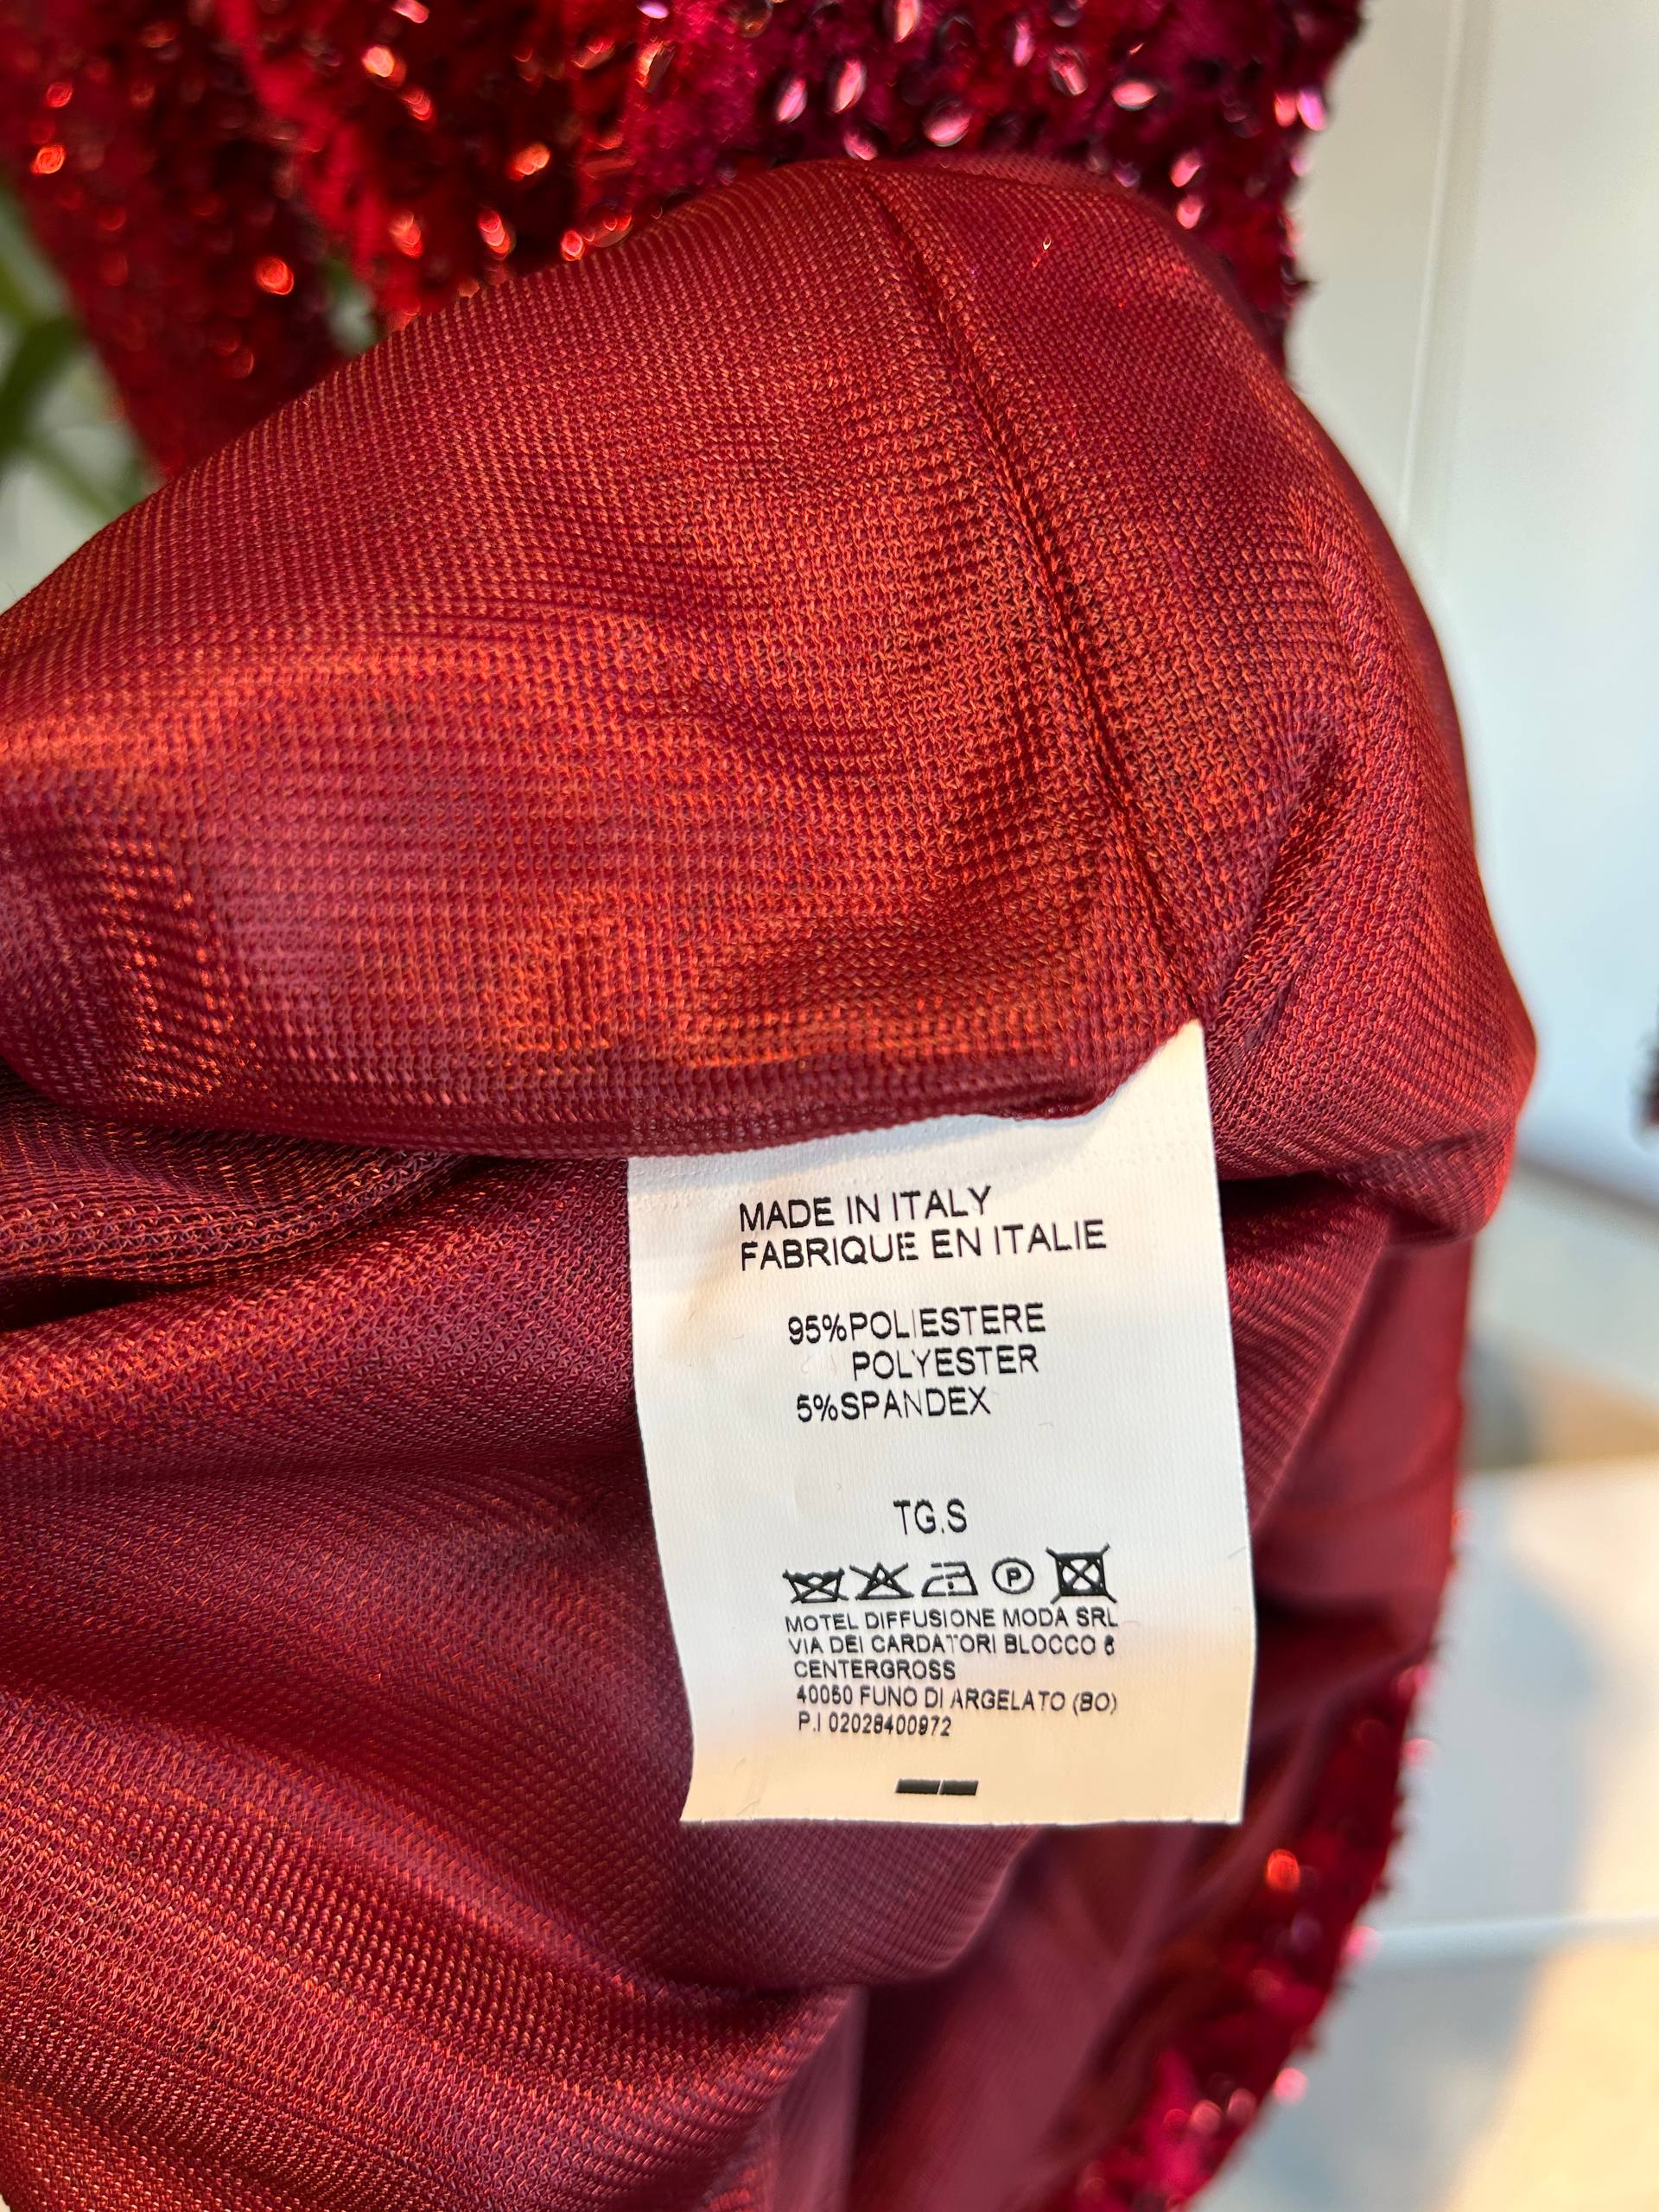 MADE IN ITALY
FABRIQUE EN ITALIE
95%POLIESTERE
POLYESTER
5%SPANDEX
TG.S
P
MOTEL DIFFUSIONE MODA SRL
VIA DEI CARDATORI BLOCCO 6
CENTERGROSS
40050 FUNO DI ARGELATO (BO)
P.I 02028400972